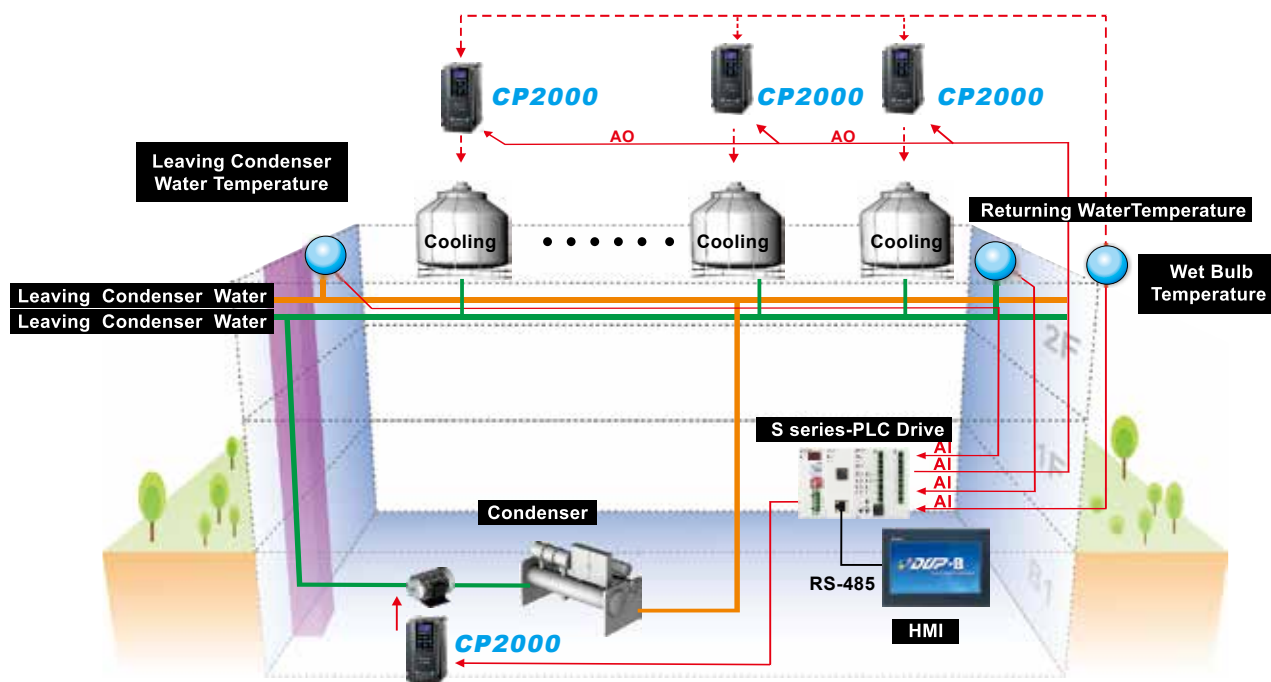 CP2000
CP2000
CP2000
AO
AO
Leaving Condenser
Water Temperature
Returning WaterTemperature
Cooling
Cooling
Cooling
Wet Bulb
Temperature
Leaving Condenser Water
Leaving Condenser Water
2F
S series-PLC Drive
AI
AI
1F
AI
AI
Condenser
RS-485
DOP-B
B1
HMI
CP2000